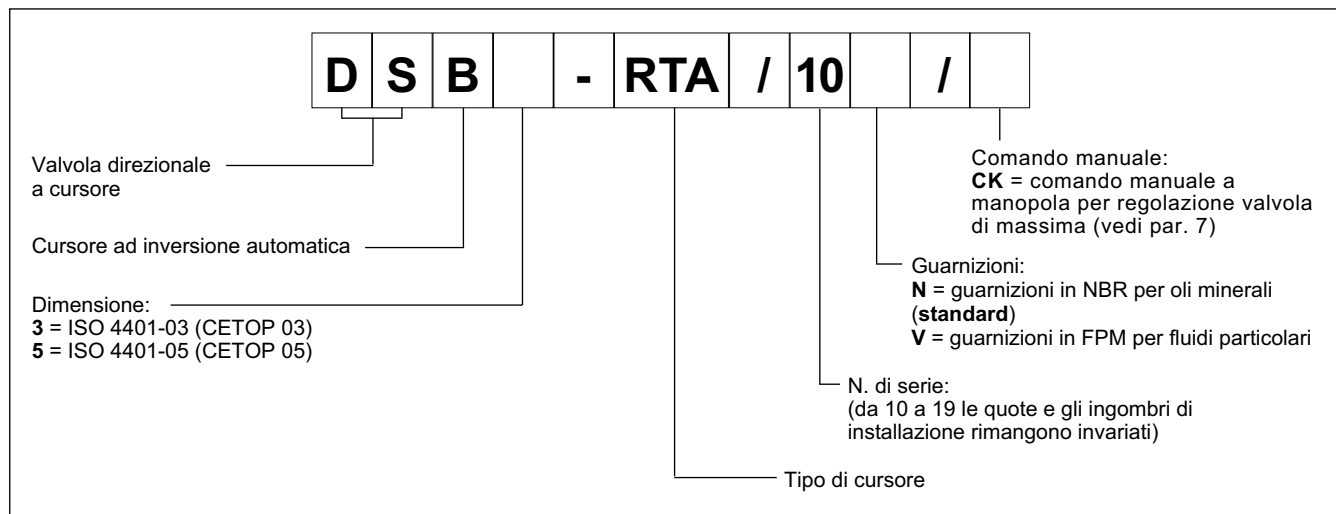 D S B - RTA / 10 /
Valvola direzionale
a cursore
Cursore ad inversione automatica
Dimensione:
3 = ISO 4401-03 (CETOP 03)
5 = ISO 4401-05 (CETOP 05)
Comando manuale:
CK = comando manuale a
manopola per regolazione valvola
di massima (vedi par. 7)
Guarnizioni:
N = guarnizioni in NBR per oli minerali
(standard)
V = guarnizioni in FPM per fluidi particolari
N. di serie:
(da 10 a 19 le quote e gli ingombri di
installazione rimangono invariati)
Tipo di cursore